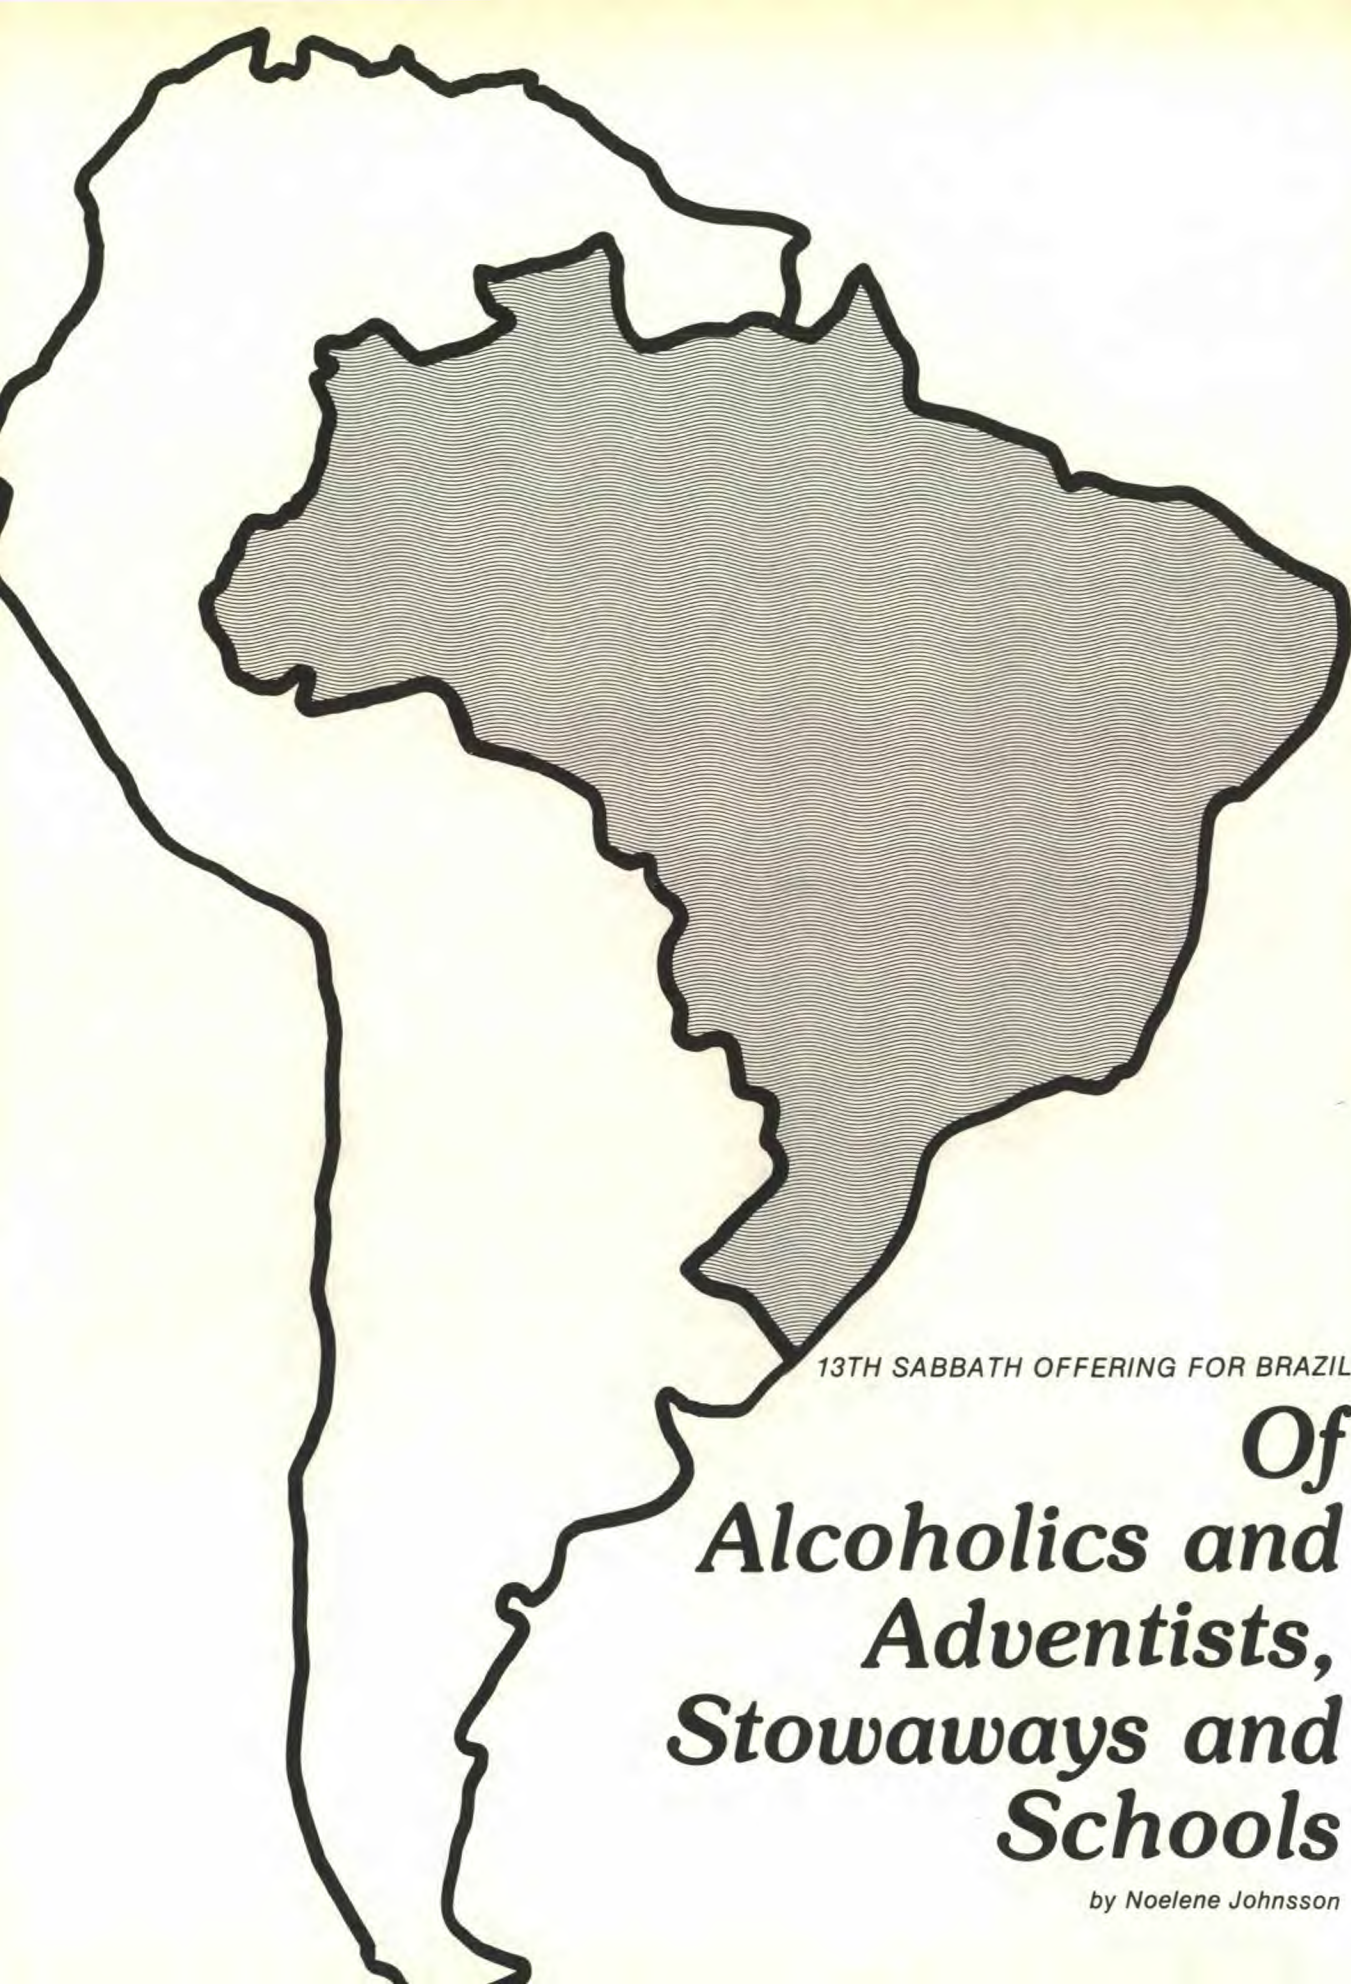 13TH SABBATH OFFERING FOR BRAZIL
Of
Alcoholics and
Adventists,
Stowaways and
Schools
by Noelene Johnsson